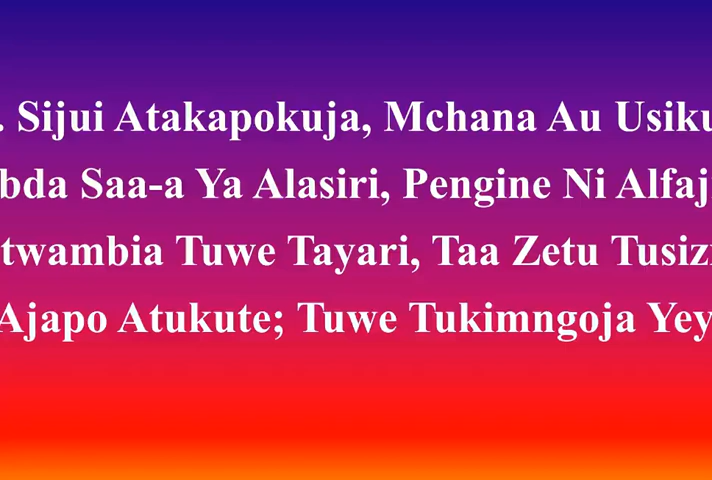 . Sijui Atakapokuja, Mchana Au Usiku
bda Saa-a Ya Alasiri, Pengine Ni Alfaj
twambia Tuwe Tayari, Taa Zetu Tusiz
Ajapo Atukute; Tuwe Tukimngoja Yey